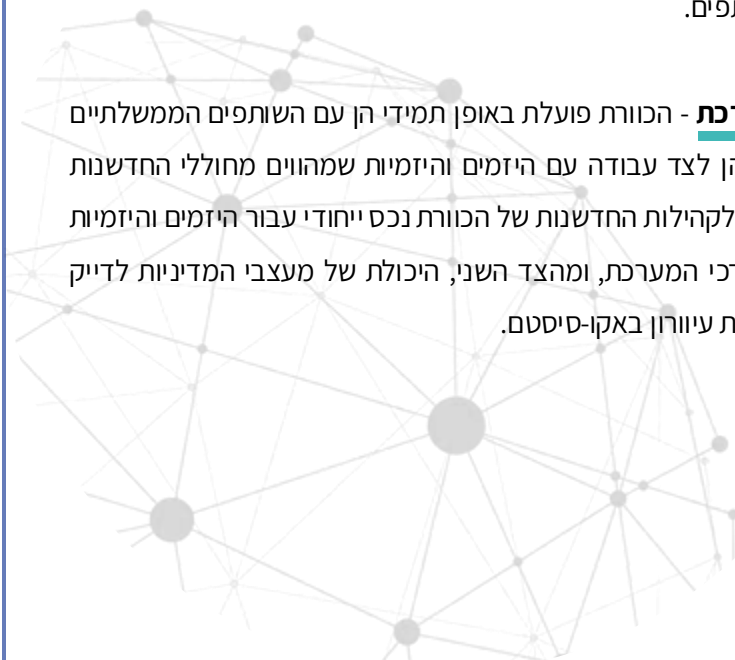 תפים.
רכת - הכוורת פועלת באופן תמידי הן עם השותפים הממשלתיים
הן לצד עבודה עם היזמים והיזמיות שמהווים מחוללי החדשנות
לקהילות החדשנות של הכוורת נכס ייחודי עבור היזמים והיזמיות
רכי המערכת, ומהצד השני, היכולת של מעצבי המדיניות לדייק
ת עיוורון באקו-סיסטם.